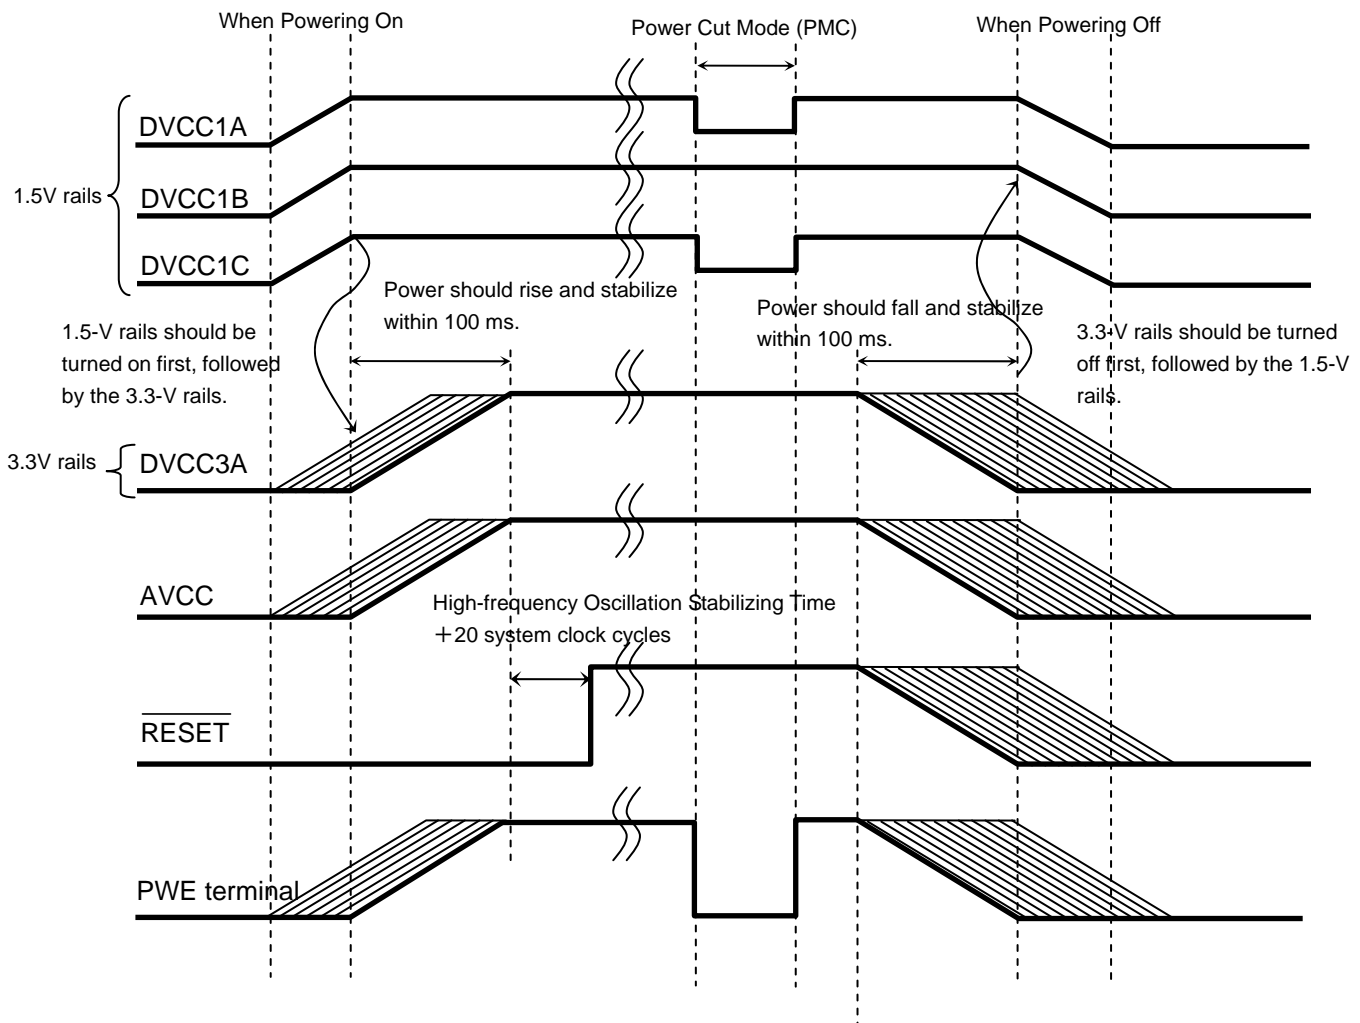 When Powering On
Power Cut Mode (PMC)
When Powering Off
DVCC1A
1.5V rails
DVCC1B
DVCC1C
Power should rise and stabilize
within 100 ms.
Power should fall and stabilize
within 100 ms.
1.5-V rails should be
turned on first, followed
by the 3.3-V rails.
3.3-V rails should be turned
off first, followed by the 1.5-V
rails.
3.3V rails
DVCC3A
AVCC
High-frequency Oscillation Stabilizing Time
+20 system clock cycles
RESET
PWE terminal